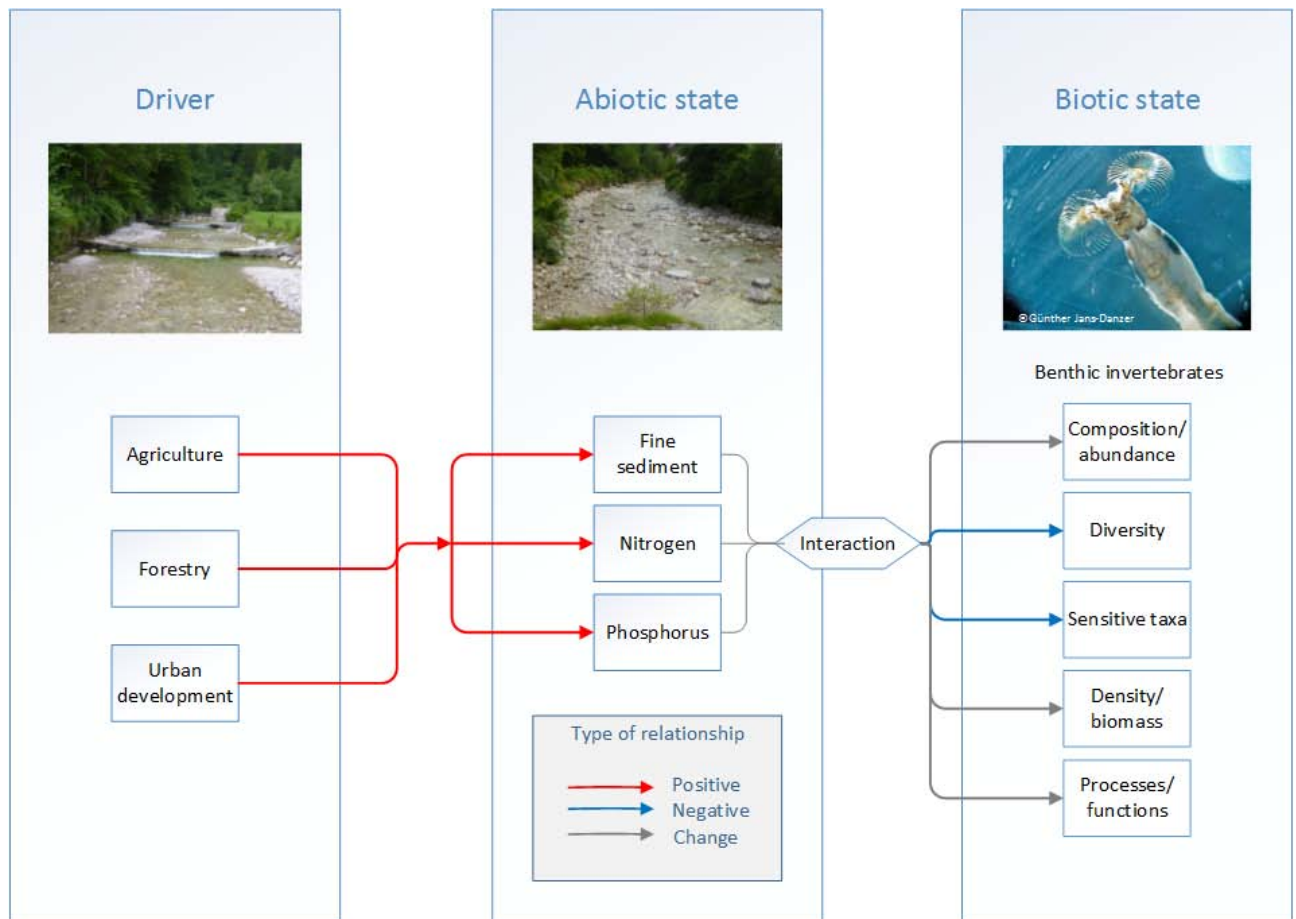 Driver
Abiotic state
Biotic state
©Günther Jans-Danzer
Benthic invertebrates
Agriculture
Forestry
Urban
development
Fine
sediment
Nitrogen
Phosphorus
Interaction
Composition/
abundance
Diversity
Sensitive taxa
Density/
biomass
Processes/
functions
Type of relationship
Positive
Negative
Change